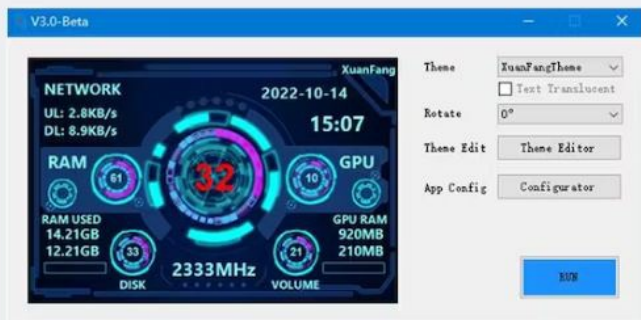 V3.0-Beta
XuanFang
NETWORK
2022-10-14
UL: 2.8KB/s
DL: 8.9KB/s
15:07
RAM
61
32
10
GPU
RAM USED
14.21GB
12.21GB
GPU RAM
920MB
210MB
33
21
2333MHz
DISK
VOLUME
Theme
XuanFangTheme
Text Translucent
Rotate
0°
Theme Edit
Theme Editor
App Config
Configurator
RUN